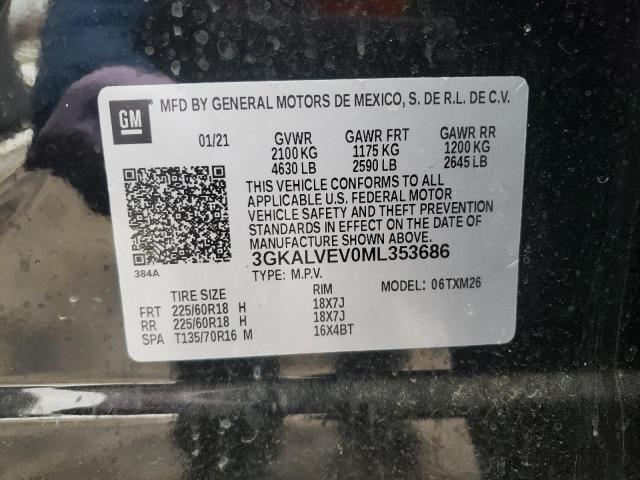 GM MFD BY GENERAL MOTORS DE MEXICO, S. DE R.L. DE C.V.
01/21 GVWR GAWR FRT GAWR RR
2100 KG 1175 KG 1200 KG
4630 LB 2590 LB 2645 LB
THIS VEHICLE CONFORMS TO ALL
APPLICABLE U.S. FEDERAL MOTOR
VEHICLE SAFETY AND THEFT PREVENTION
STANDARDS IN EFFECT ON THE DATE
OF MANUFACTURE SHOWN ABOVE.
384A
3GKALVEV0ML353686
TYPE: M.P.V. MODEL: 06TXM26
TIRE SIZE RIM
FRT 225/60R18 H 18X7J
RR 225/60R18 H 18X7J
SPA T135/70R16 M 16X4BT